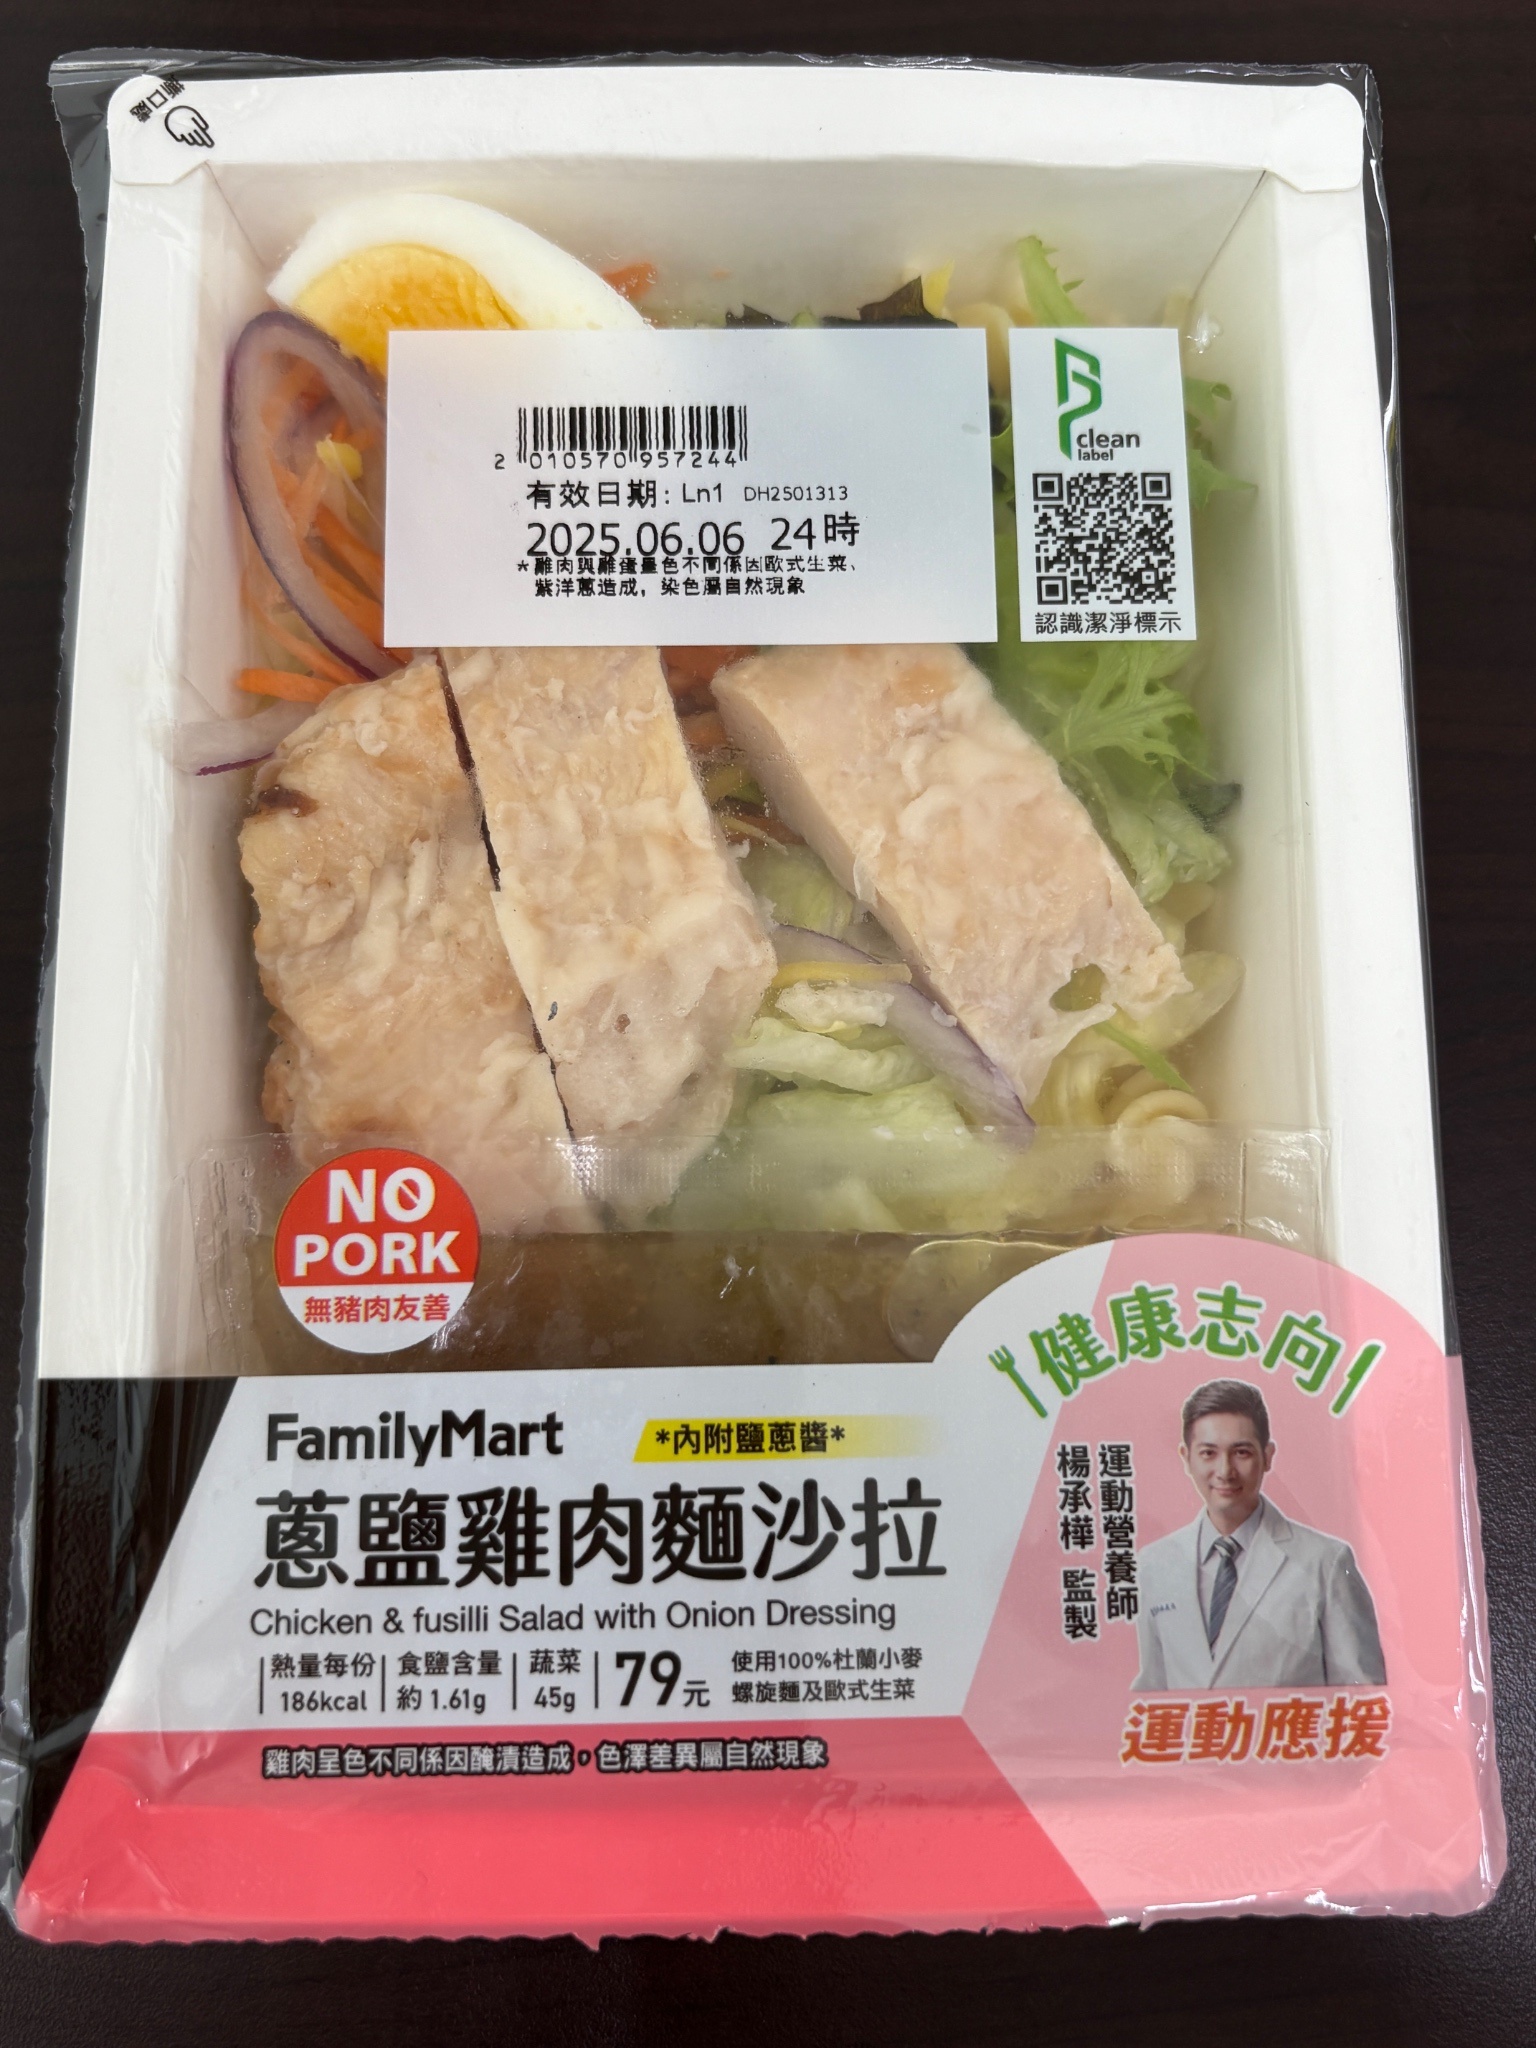 撕口處
2 010570 957244
有效日期: Ln1 DH2501313
2025.06.06 24時
*雞肉與雞蛋呈色不同係因歐式生菜、
紫洋蔥造成，染色屬自然現象
clean
label
認識潔淨標示
NO
PORK
無豬肉友善
FamilyMart
*內附鹽蔥醬*
蔥鹽雞肉麵沙拉
Chicken & fusilli Salad with Onion Dressing
熱量每份
186kcal
食鹽含量
約 1.61g
蔬菜
45g
79元
使用100%杜蘭小麥
螺旋麵及歐式生菜
雞肉呈色不同係因醃漬造成，色澤差異屬自然現象
健康志向
運動營養師
楊承樺 監製
運動應援